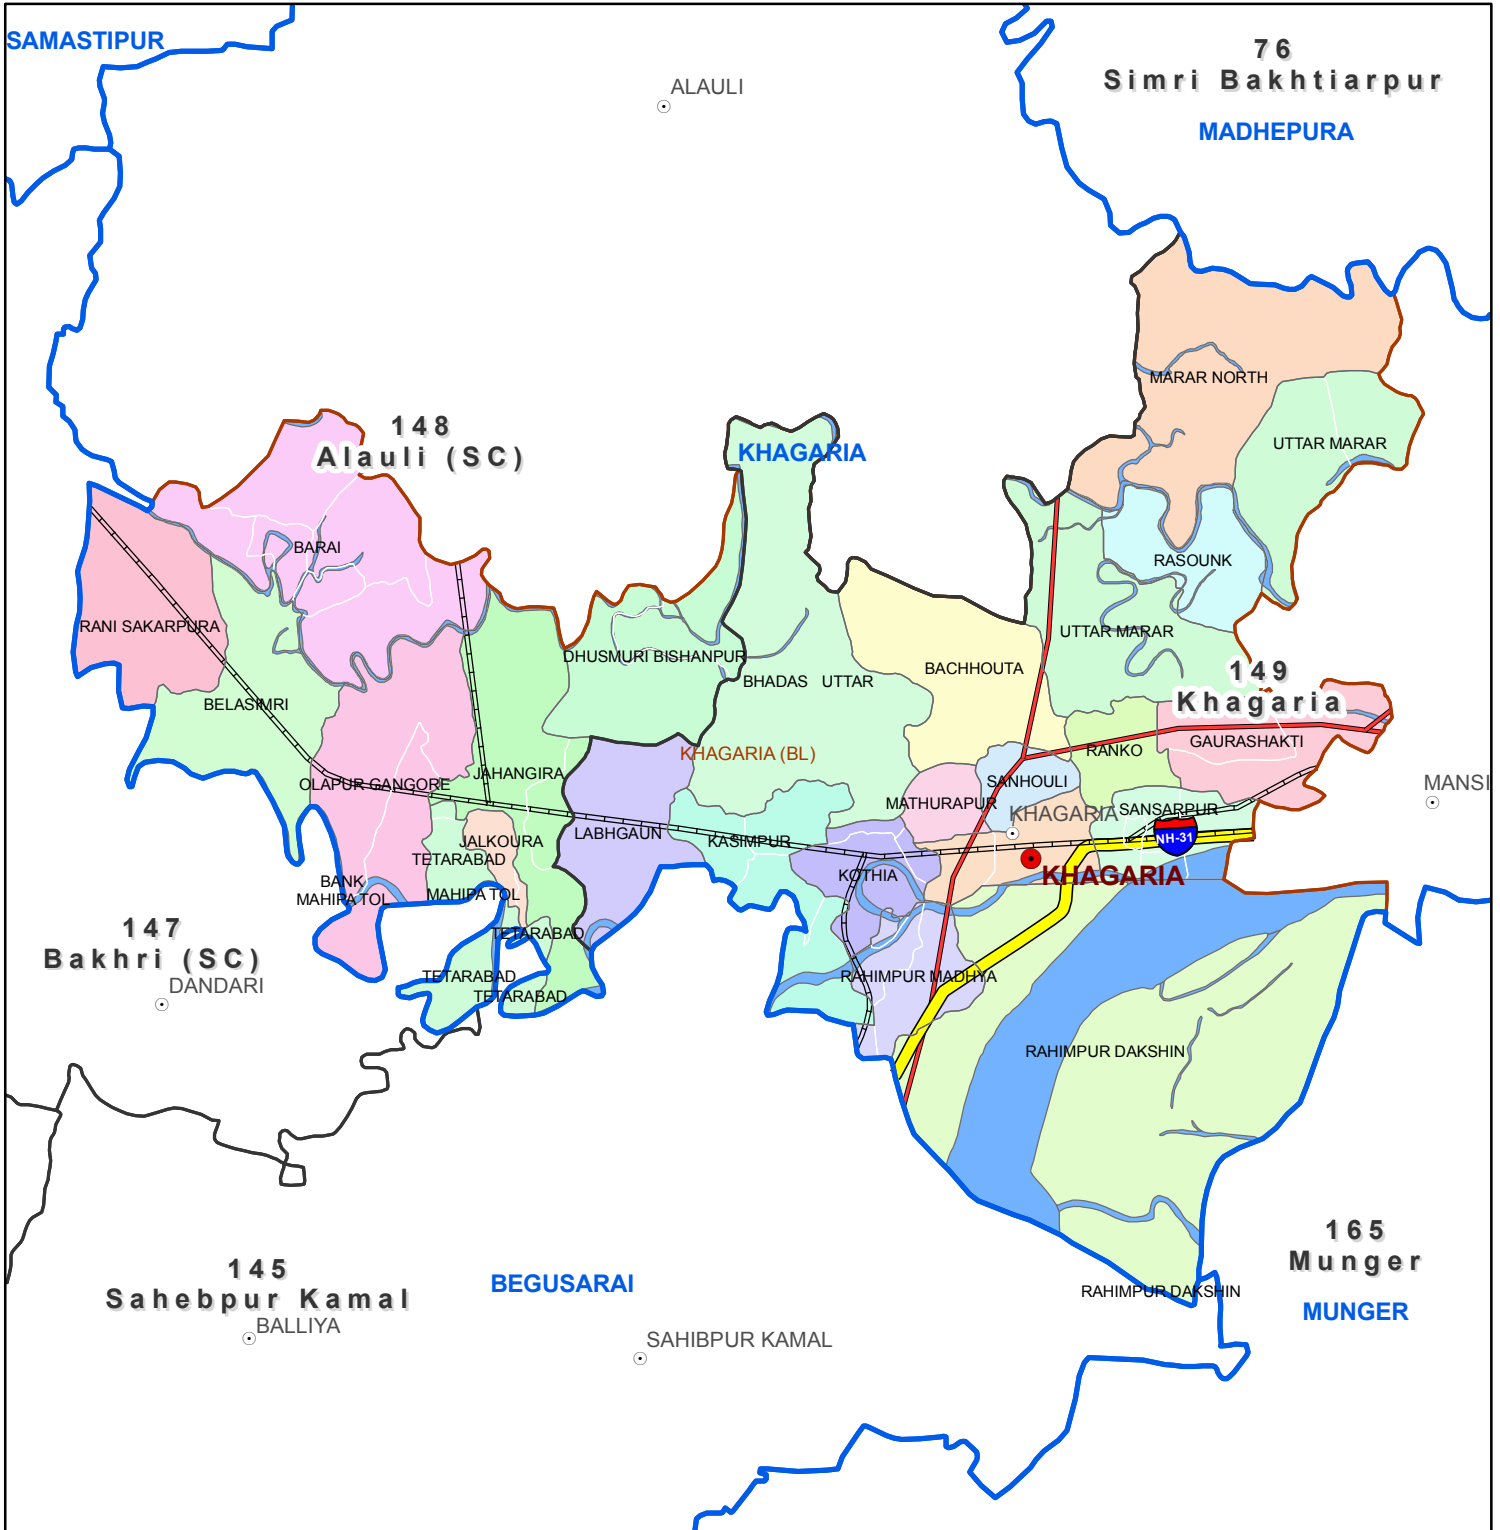 SAMASTIPUR
76
Simri Bakhtiarpur
MADHEPURA
ALAULI
MARAR NORTH
148
Alauli (SC)
KHAGARIA
UTTAR MARAR
BARAI
RASOUNK
RANI SAKARPURA
UTTAR MARAR
DHUSMURI BISHANPUR
BHADAS UTTAR
BACHHOUTA
149
Khagaria
BELASIMRI
KHAGARIA (BL)
RANKO
GAURASHAKTI
OLAPUR GANGORE
JAHANGIRA
SANHOULI
MANSI
MATHURAPUR
KHAGARIA
SANSARPUR
LABHGAUN
KASIMPUR
NH-31
JALKOURA
TETARABAD
KOTHIA
KHAGARIA
BANK
MAHIPA TOL
MAHIPA TOL
147
Bakhri (SC)
TETARABAD
DANDARI
TETARABAD
RAHIMPUR MADHYA
TETARABAD
RAHIMPUR DAKSHIN
165
Munger
145
Sahebpur Kamal
BEGUSARAI
RAHIMPUR DAKSHIN
MUNGER
BALLIYA
SAHIBPUR KAMAL